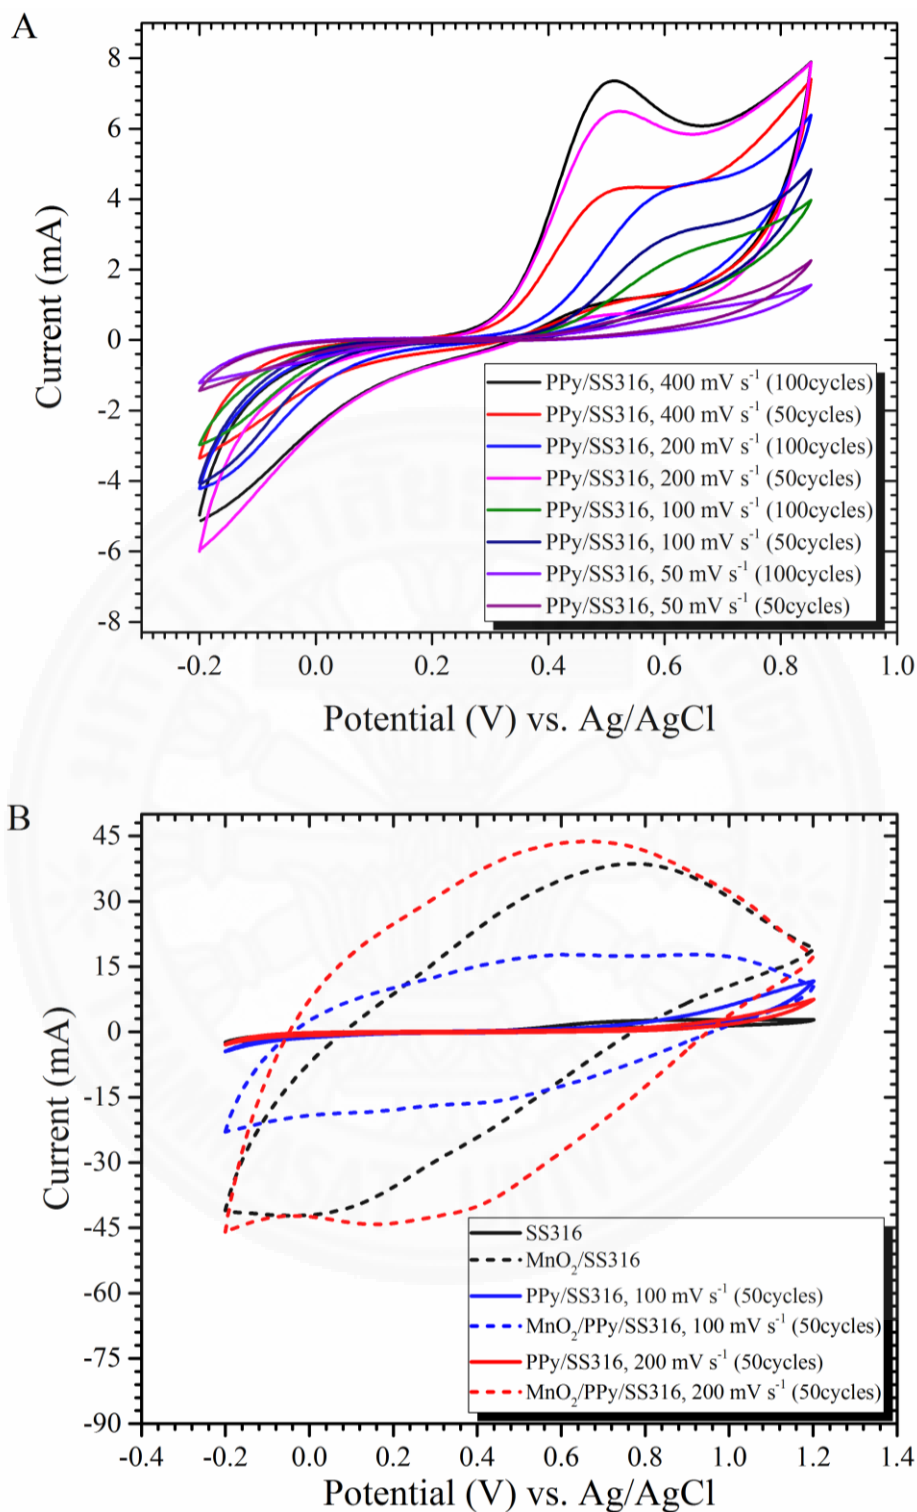 A
8
6
4
2
0
-2
-4
-6
-8
Current (mA)
PPy/SS316, 400 mV s⁻¹ (100cycles)
PPy/SS316, 400 mV s⁻¹ (50cycles)
PPy/SS316, 200 mV s⁻¹ (100cycles)
PPy/SS316, 200 mV s⁻¹ (50cycles)
PPy/SS316, 100 mV s⁻¹ (100cycles)
PPy/SS316, 100 mV s⁻¹ (50cycles)
PPy/SS316, 50 mV s⁻¹ (100cycles)
PPy/SS316, 50 mV s⁻¹ (50cycles)
-0.2 0.0 0.2 0.4 0.6 0.8 1.0
Potential (V) vs. Ag/AgCl
B
45
30
15
0
-15
-30
-45
-60
-75
-90
Current (mA)
SS316
MnO₂/SS316
PPy/SS316, 100 mV s⁻¹ (50cycles)
MnO₂/PPy/SS316, 100 mV s⁻¹ (50cycles)
PPy/SS316, 200 mV s⁻¹ (50cycles)
MnO₂/PPy/SS316, 200 mV s⁻¹ (50cycles)
-0.4 -0.2 0.0 0.2 0.4 0.6 0.8 1.0 1.2 1.4
Potential (V) vs. Ag/AgCl